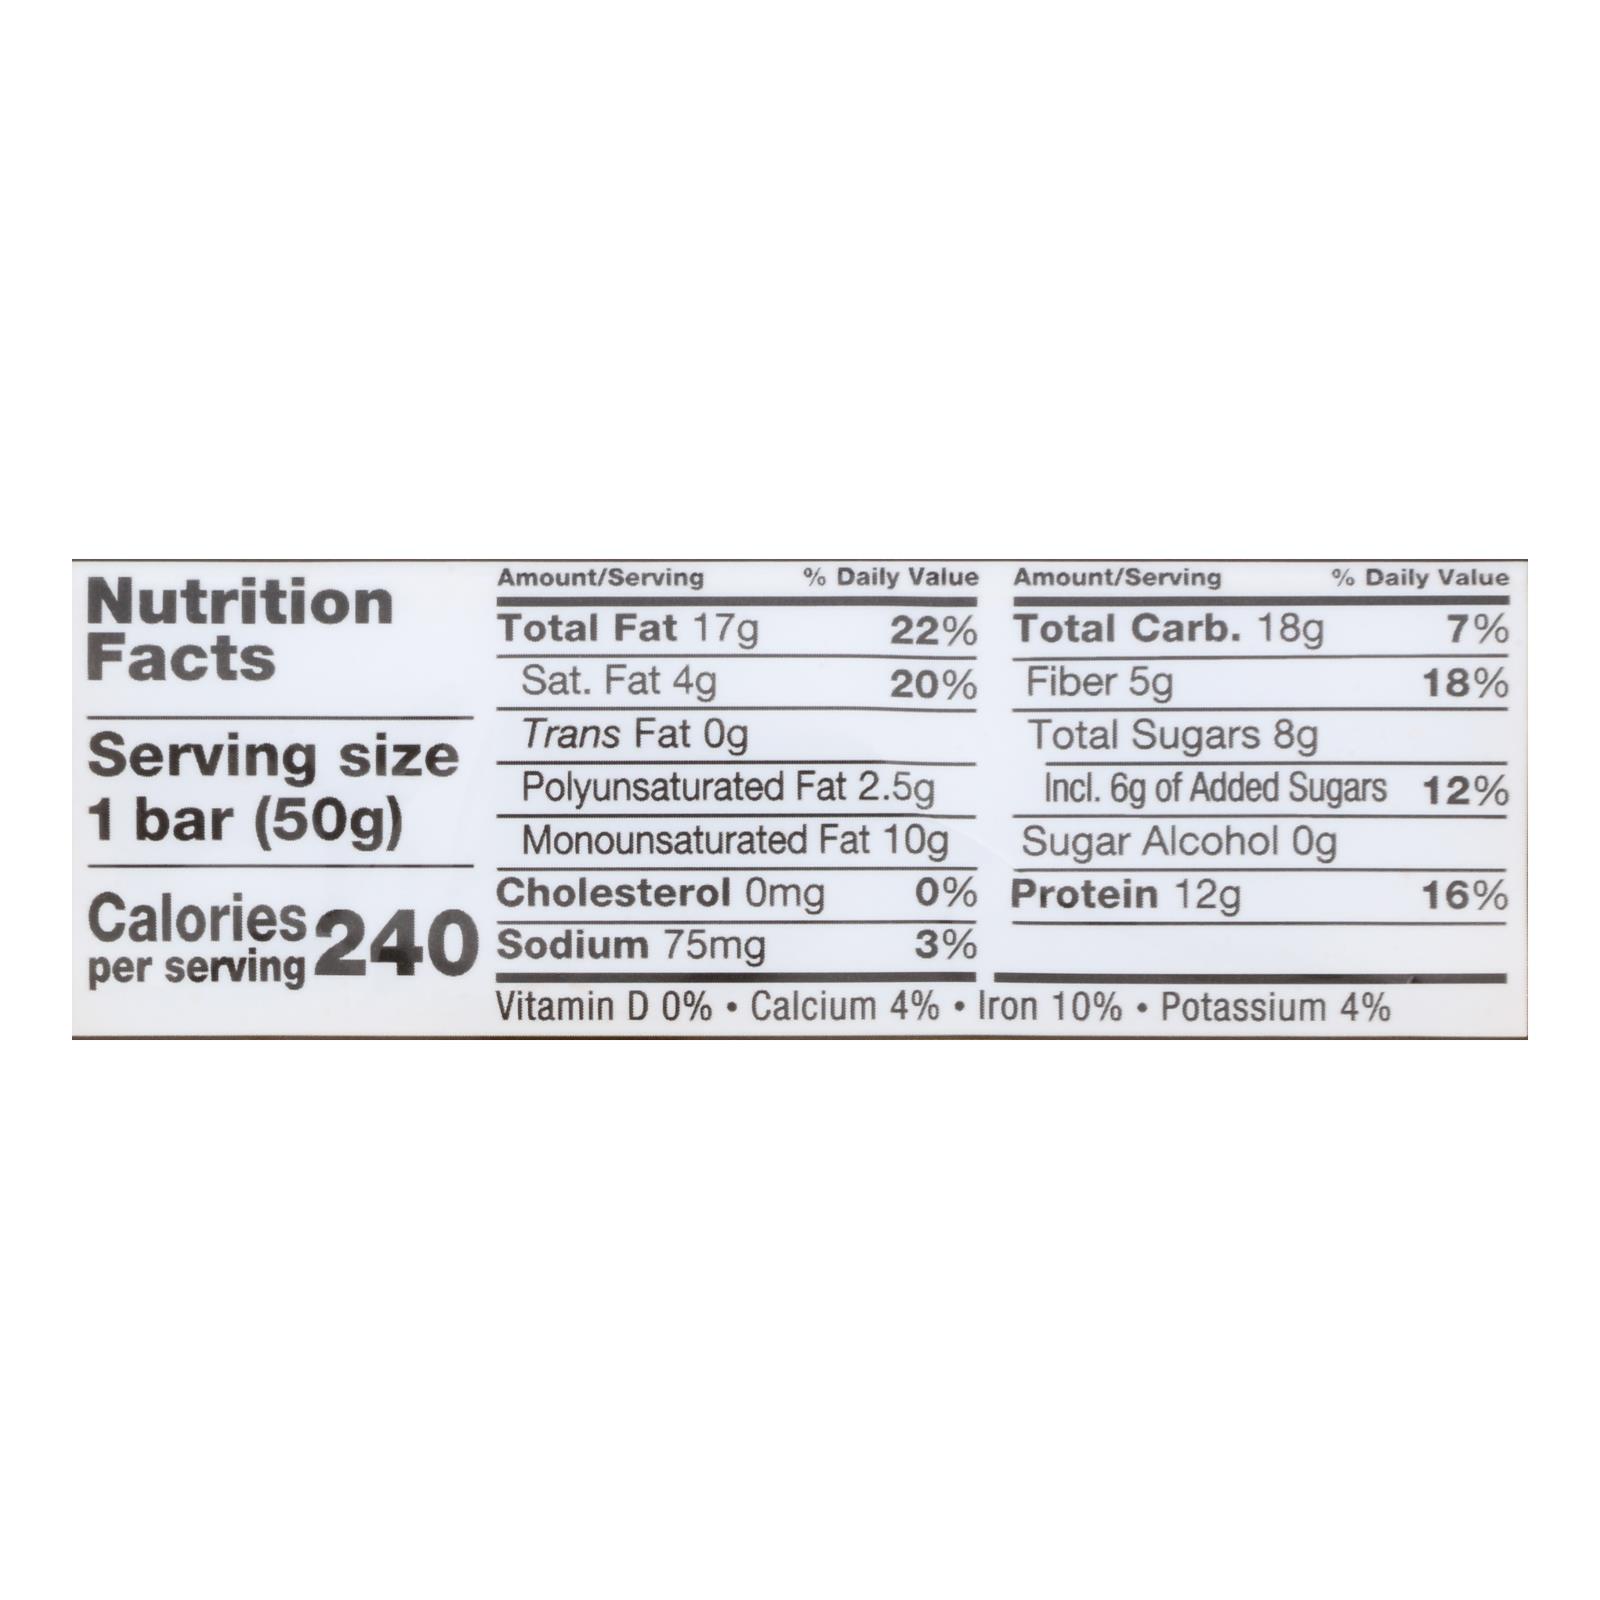 Nutrition
Facts
Serving size
1 bar (50g)
Calories 240
per serving
Amount/Serving % Daily Value
Total Fat 17g 22%
Sat. Fat 4g 20%
Trans Fat 0g
Polyunsaturated Fat 2.5g
Monounsaturated Fat 10g
Cholesterol 0mg 0%
Sodium 75mg 3%
Amount/Serving % Daily Value
Total Carb. 18g 7%
Fiber 5g 18%
Total Sugars 8g
Incl. 6g of Added Sugars 12%
Sugar Alcohol 0g
Protein 12g 16%
Vitamin D 0% • Calcium 4% • Iron 10% • Potassium 4%